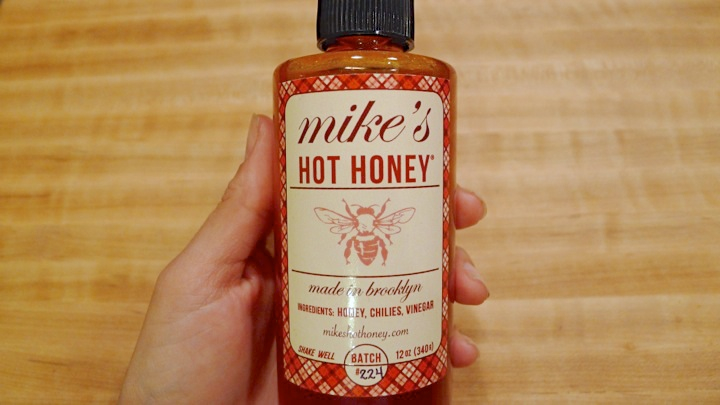 mike's
HOT HONEY®
made in brooklyn
INGREDIENTS: HONEY, CHILIES, VINEGAR
mikeshothoney.com
SHAKE WELL
BATCH
#224
12 oz (340g)